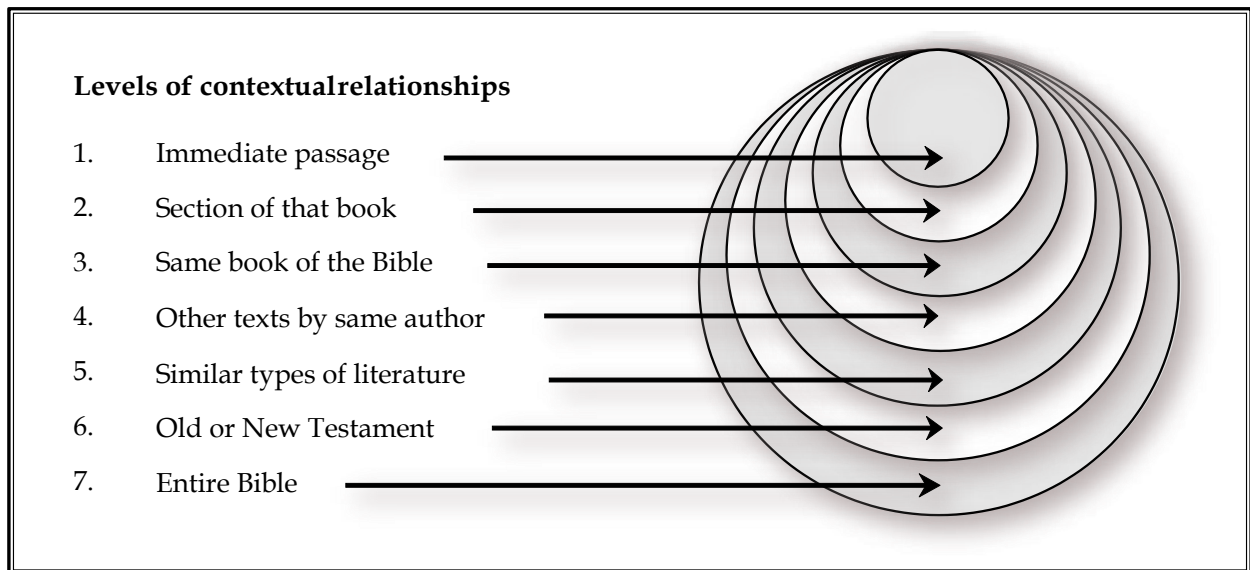 Levels of contextualrelationships
1. Immediate passage
2. Section of that book
3. Same book of the Bible
4. Other texts by same author
5. Similar types of literature
6. Old or New Testament
7. Entire Bible